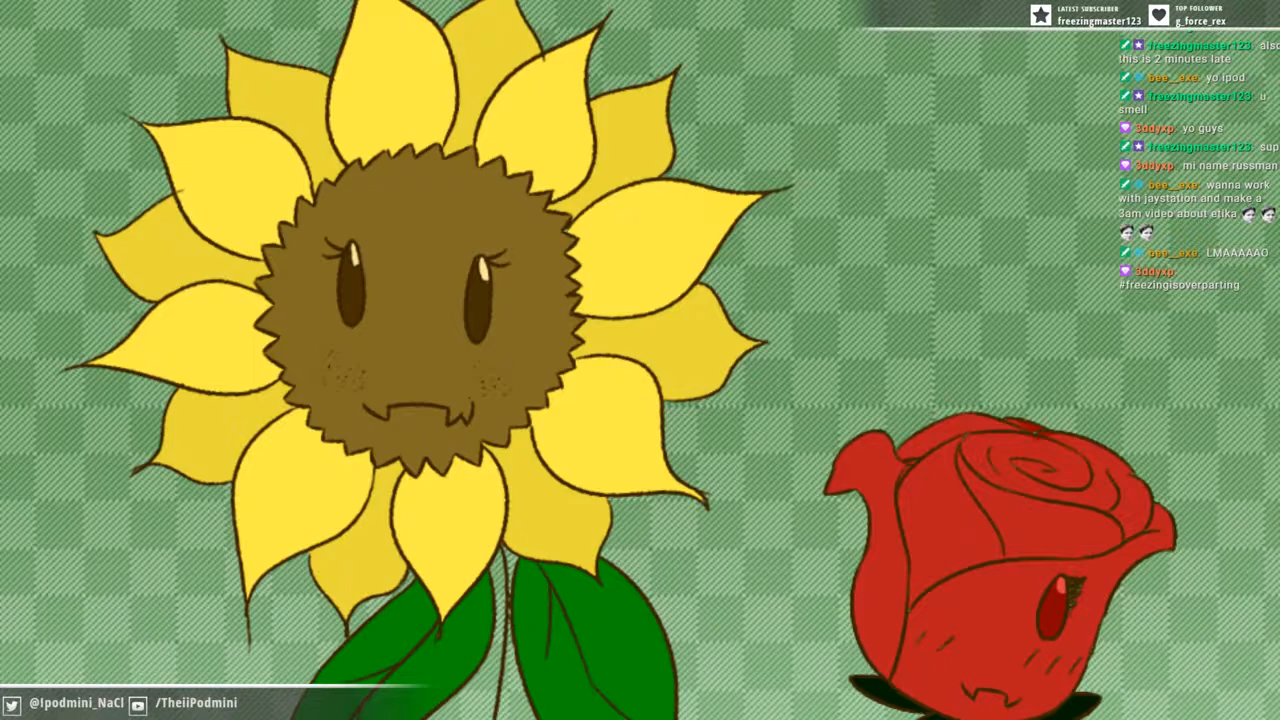 LATEST SUBSCRIBER
freezingmaster123
TOP FOLLOWER
g_force_rex
freezingmaster123: also
this is 2 minutes late
bee__exe: yo ipod
freezingmaster123: u
smell
3ddyxp: yo guys
freezingmaster123: sup
3ddyxp: mi name russman
bee__exe: wanna work
with jaystation and make a
3am video about etika
bee__exe: LMAAAAAO
3ddyxp:
#freezingisoverparting
@Ipodmini_NaCl
/TheiiPodmini